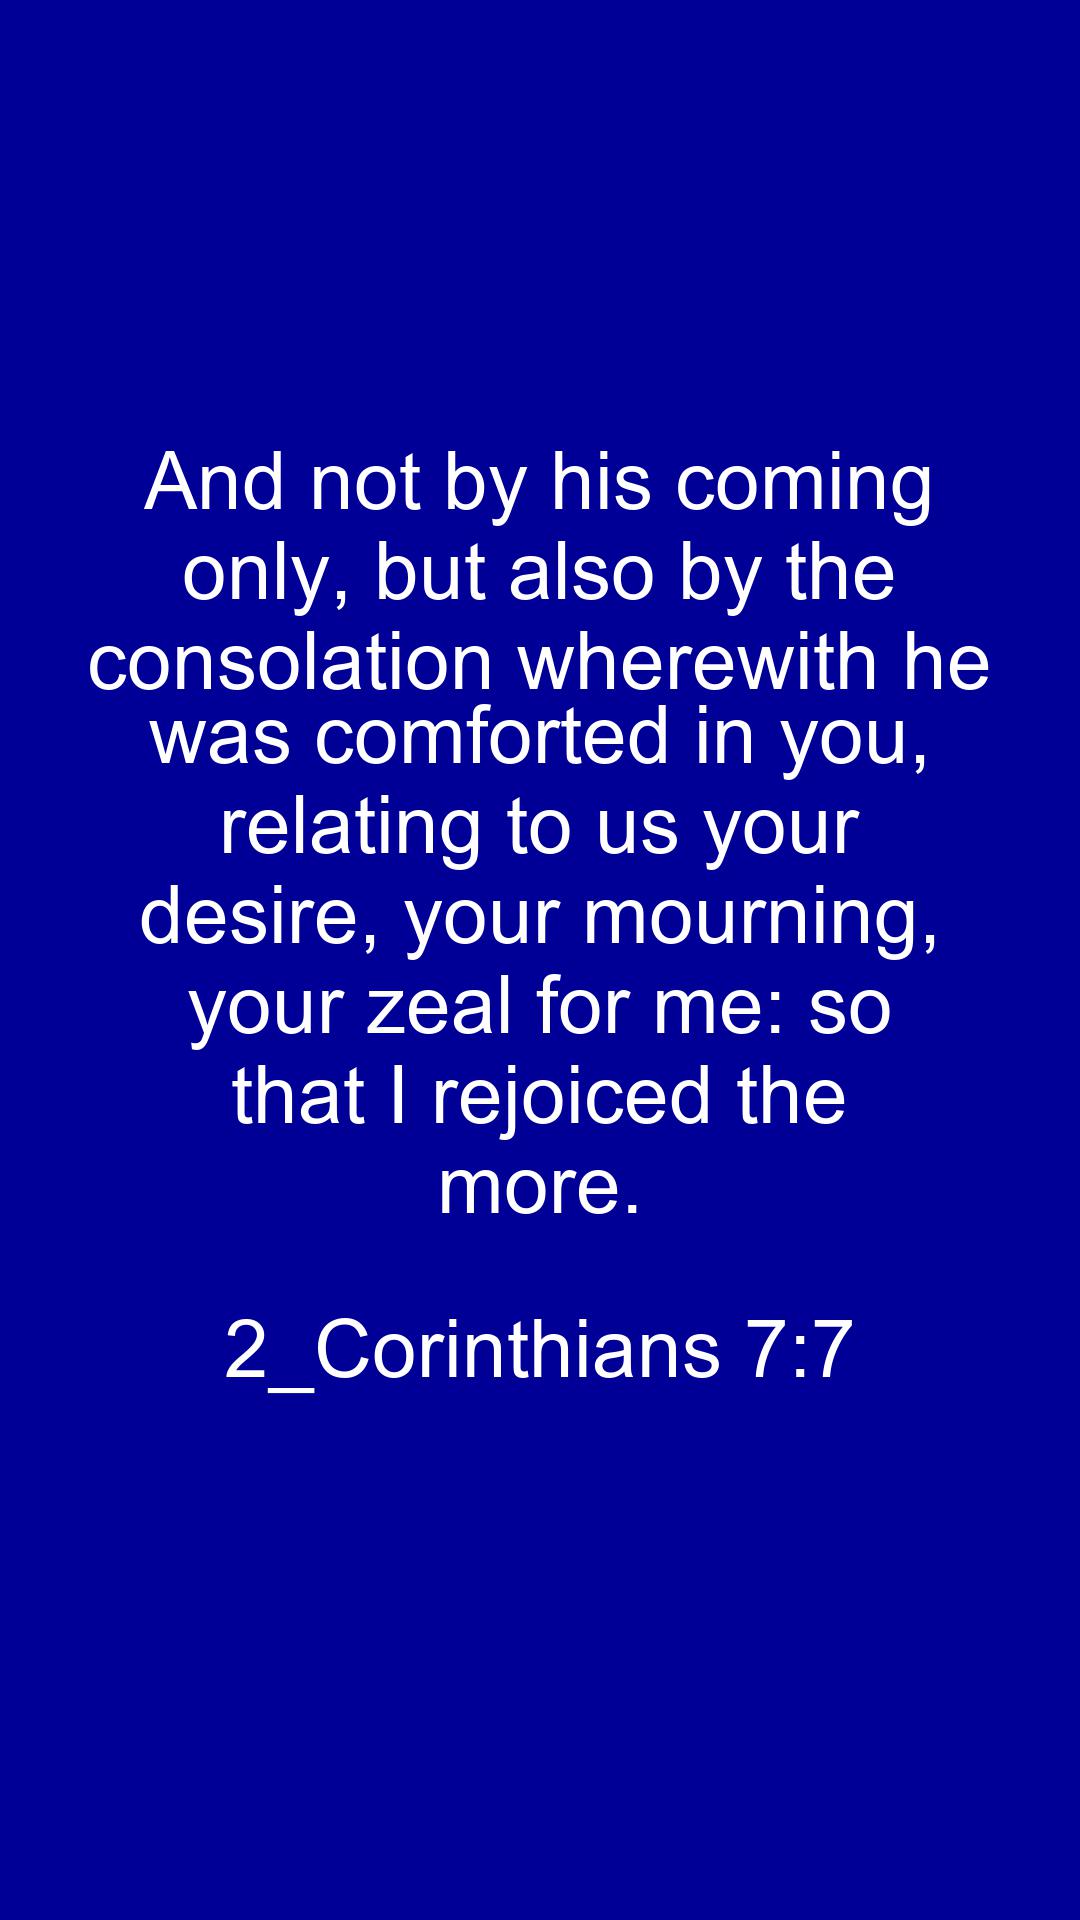 And not by his coming
only, but also by the
consolation wherewith he
was comforted in you,
relating to us your
desire, your mourning,
your zeal for me: so
that I rejoiced the
more.
2_Corinthians 7:7